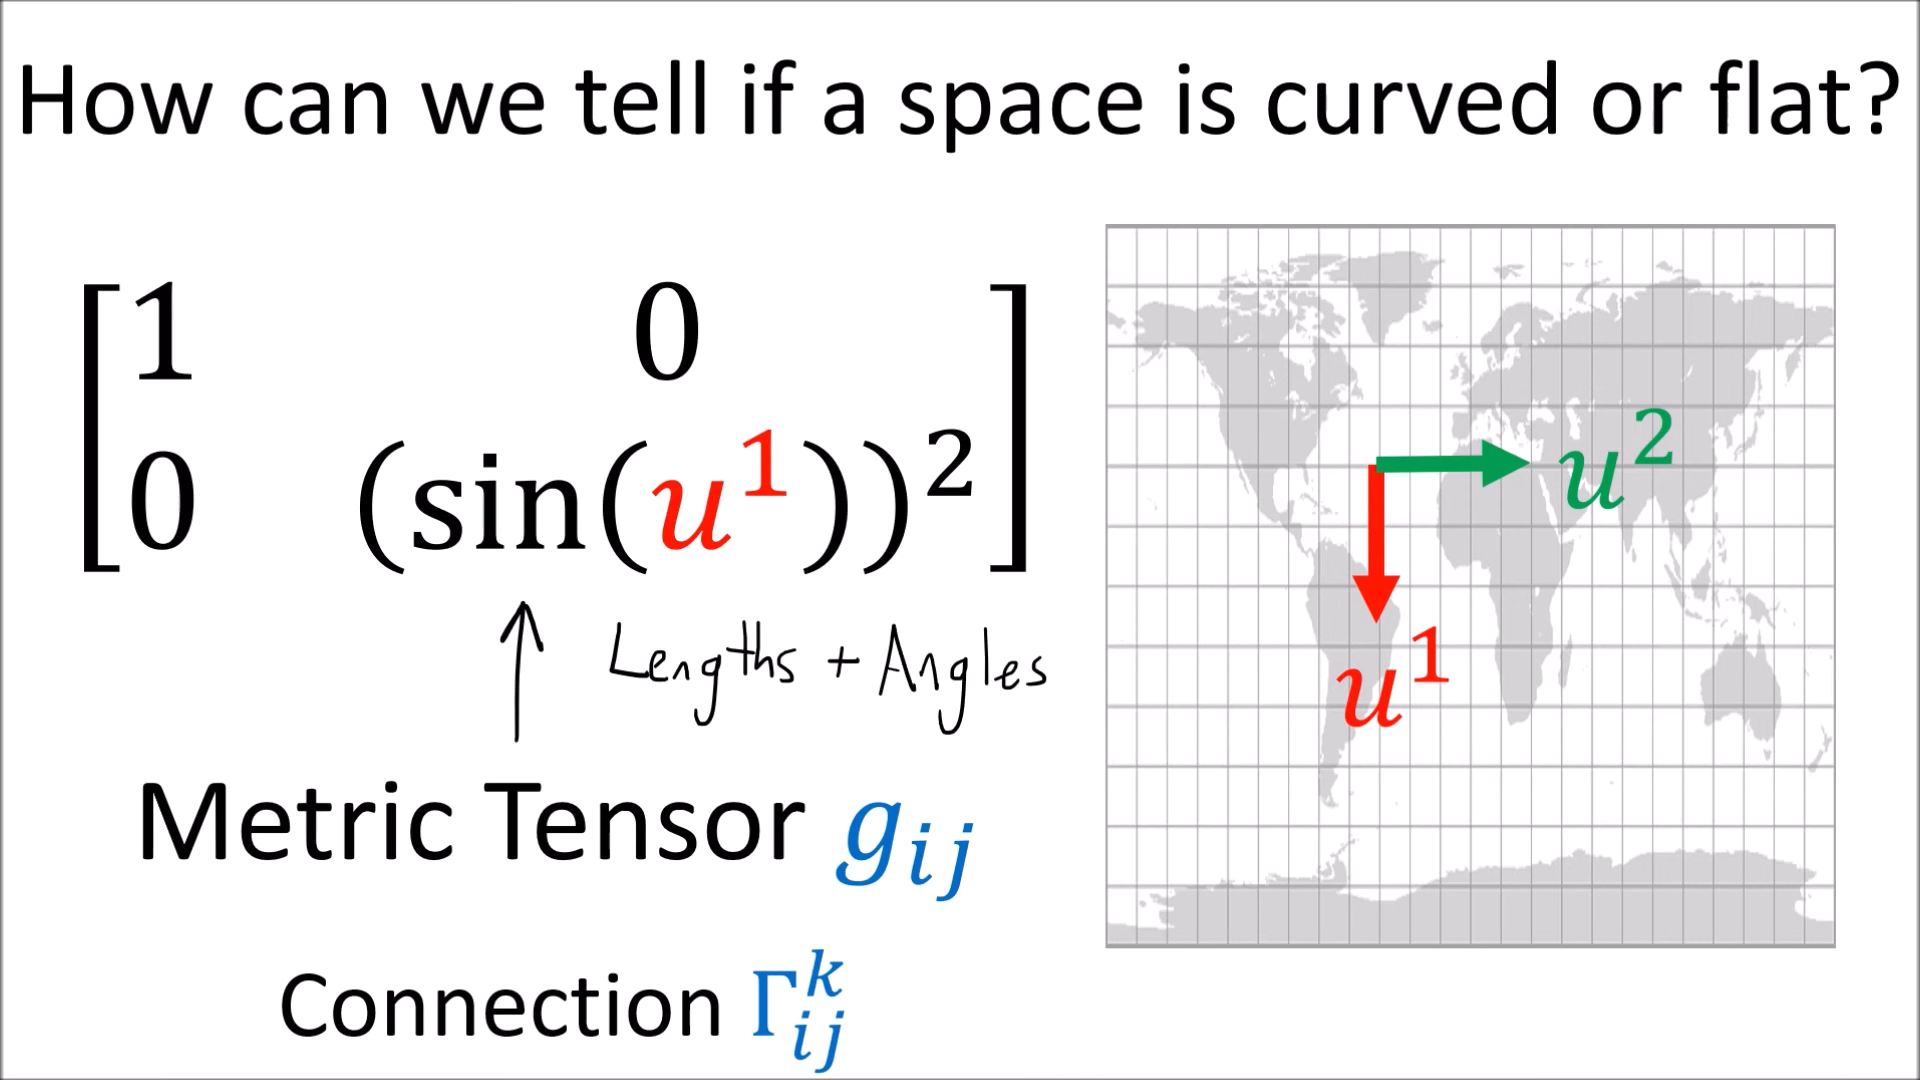 How can we tell if a space is curved or flat?
[1 0
0 (sin(u¹))²]
u²
Lengths + Angles
u¹
Metric Tensor gᵢⱼ
Connection Γᵏᵢⱼ